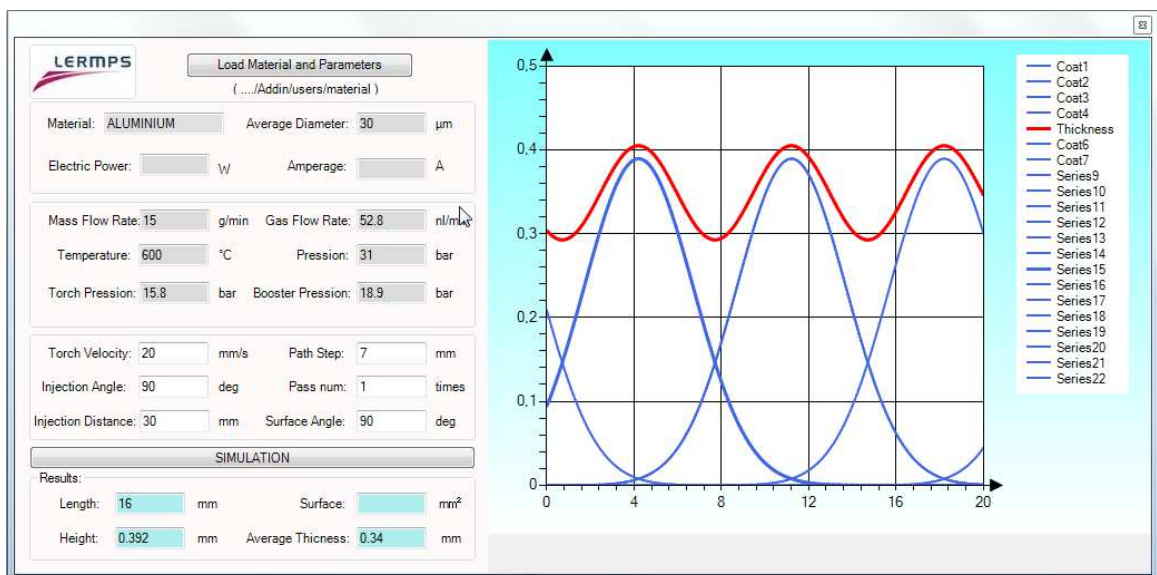 LERMPS
Load Material and Parameters
( ..../Addin/users/material )
Material: ALUMINIUM Average Diameter: 30 µm
Electric Power: W Amperage: A
Mass Flow Rate: 15 g/min Gas Flow Rate: 52.8 nl/m
Temperature: 600 °C Pression: 31 bar
Torch Pression: 15.8 bar Booster Pression: 18.9 bar
Torch Velocity: 20 mm/s Path Step: 7 mm
Injection Angle: 90 deg Pass num: 1 times
Injection Distance: 30 mm Surface Angle: 90 deg
SIMULATION
Results:
Length: 16 mm Surface: mm²
Height: 0.392 mm Average Thicness: 0.34 mm
0,5
0,4
0,3
0,2
0,1
0
0 4 8 12 16 20
Coat1
Coat2
Coat3
Coat4
Thickness
Coat6
Coat7
Series9
Series10
Series11
Series12
Series13
Series14
Series15
Series16
Series17
Series18
Series19
Series20
Series21
Series22